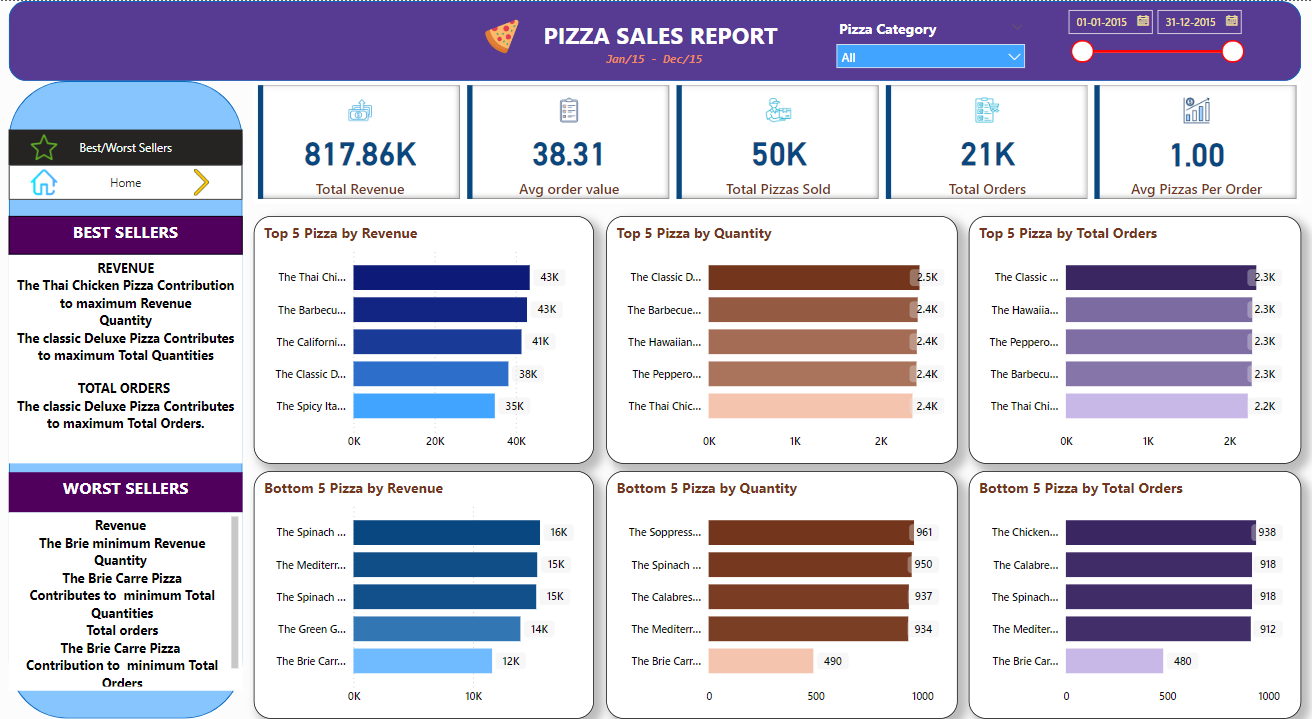 PIZZA SALES REPORT
Jan/15 - Dec/15
Pizza Category
All
01-01-2015
31-12-2015
Best/Worst Sellers
Home
817.86K
Total Revenue
38.31
Avg order value
50K
Total Pizzas Sold
21K
Total Orders
1.00
Avg Pizzas Per Order
BEST SELLERS
REVENUE
The Thai Chicken Pizza Contribution
to maximum Revenue
Quantity
The classic Deluxe Pizza Contributes
to maximum Total Quantities
TOTAL ORDERS
The classic Deluxe Pizza Contributes
to maximum Total Orders.
WORST SELLERS
Revenue
The Brie minimum Revenue
Quantity
The Brie Carre Pizza
Contributes to minimum Total
Quantities
Total orders
The Brie Carre Pizza
Contribution to minimum Total
Orders
Top 5 Pizza by Revenue
The Thai Chi... 43K
The Barbecu... 43K
The Californi... 41K
The Classic D... 38K
The Spicy Ita... 35K
0K 20K 40K
Top 5 Pizza by Quantity
The Classic D... 2.5K
The Barbecue... 2.4K
The Hawaiian... 2.4K
The Peppero... 2.4K
The Thai Chic... 2.4K
0K 1K 2K
Top 5 Pizza by Total Orders
The Classic ... 2.3K
The Hawaiia... 2.3K
The Peppero... 2.3K
The Barbecu... 2.3K
The Thai Chi... 2.2K
0K 1K 2K
Bottom 5 Pizza by Revenue
The Spinach ... 16K
The Mediterr... 15K
The Spinach ... 15K
The Green G... 14K
The Brie Carr... 12K
0K 10K
Bottom 5 Pizza by Quantity
The Soppress... 961
The Spinach ... 950
The Calabres... 937
The Mediterr... 934
The Brie Carr... 490
0 500 1000
Bottom 5 Pizza by Total Orders
The Chicken... 938
The Calabre... 918
The Spinach... 918
The Mediter... 912
The Brie Car... 480
0 500 1000